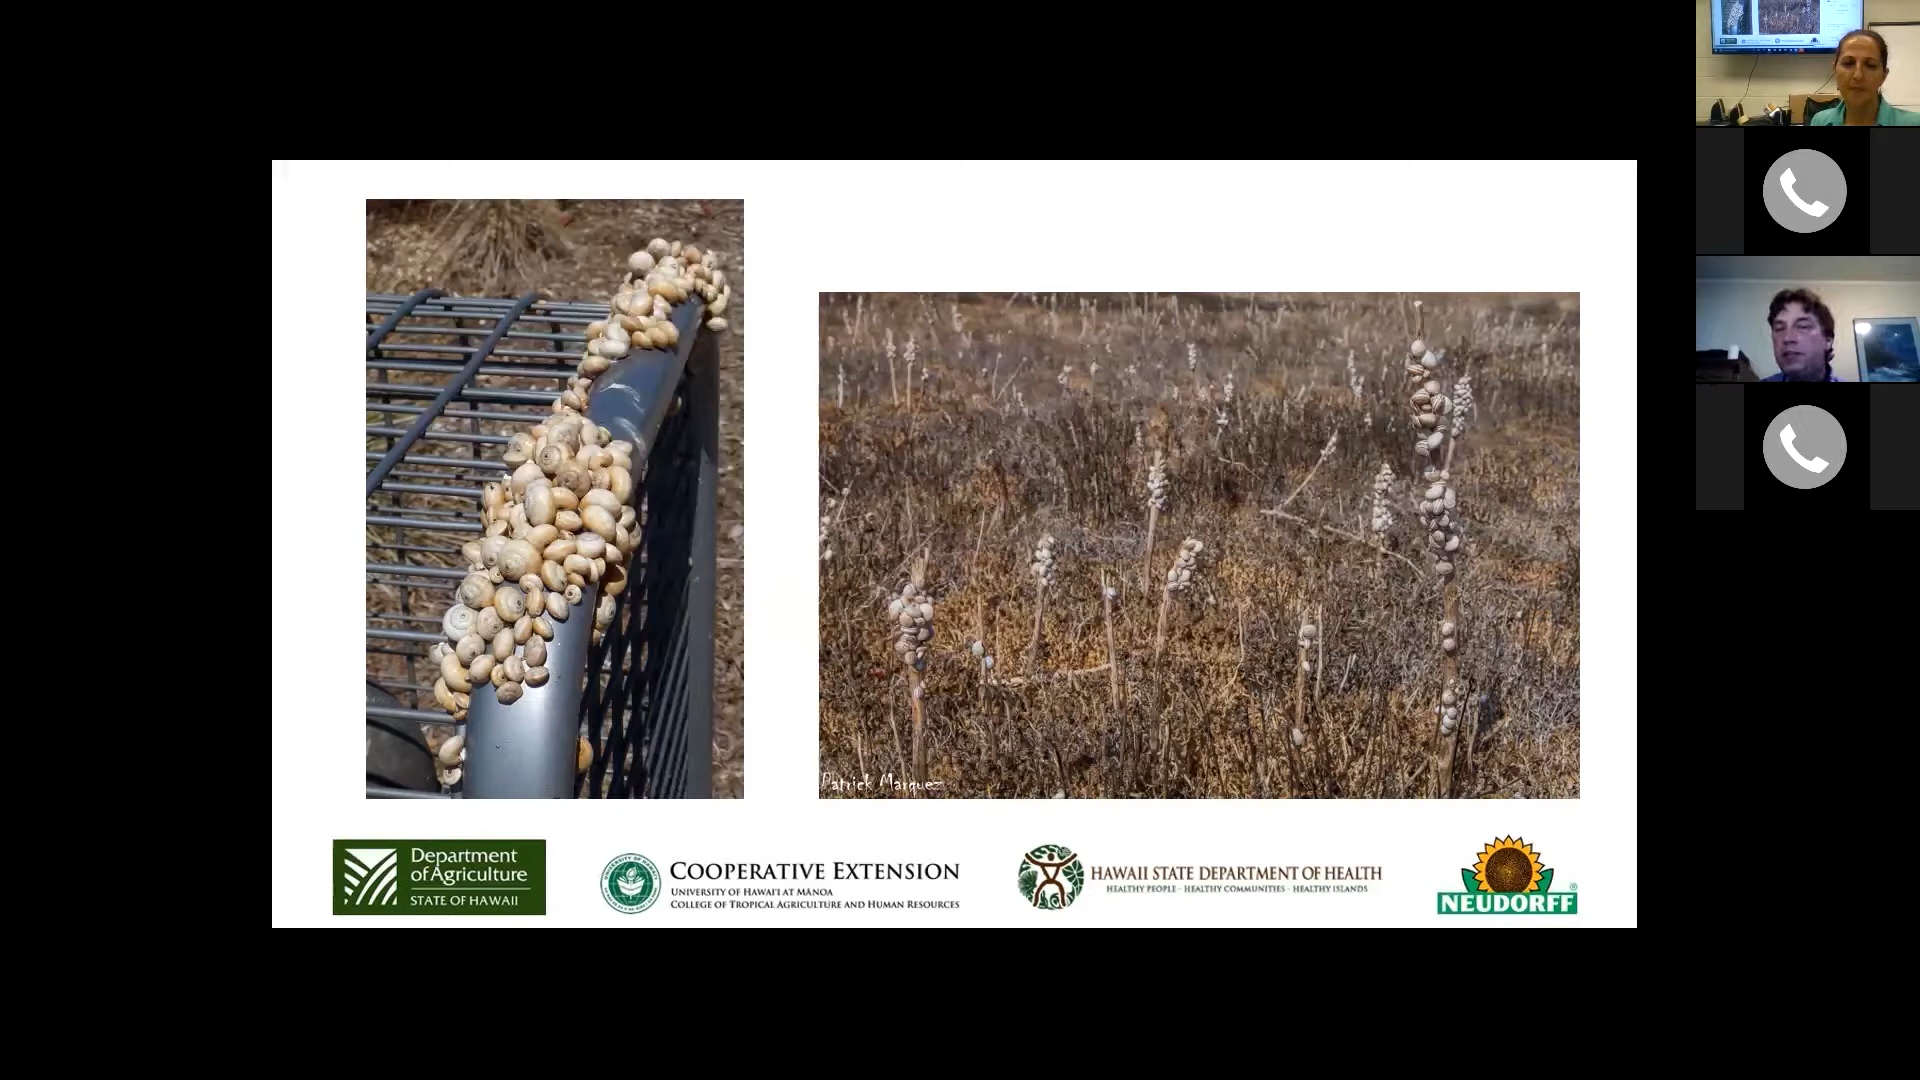 Patrick Marquez
Department
of Agriculture
STATE OF HAWAII
COOPERATIVE EXTENSION
UNIVERSITY OF HAWAI'I AT MĀNOA
COLLEGE OF TROPICAL AGRICULTURE AND HUMAN RESOURCES
HAWAII STATE DEPARTMENT OF HEALTH
HEALTHY PEOPLE · HEALTHY COMMUNITIES · HEALTHY ISLANDS
NEUDORFF®